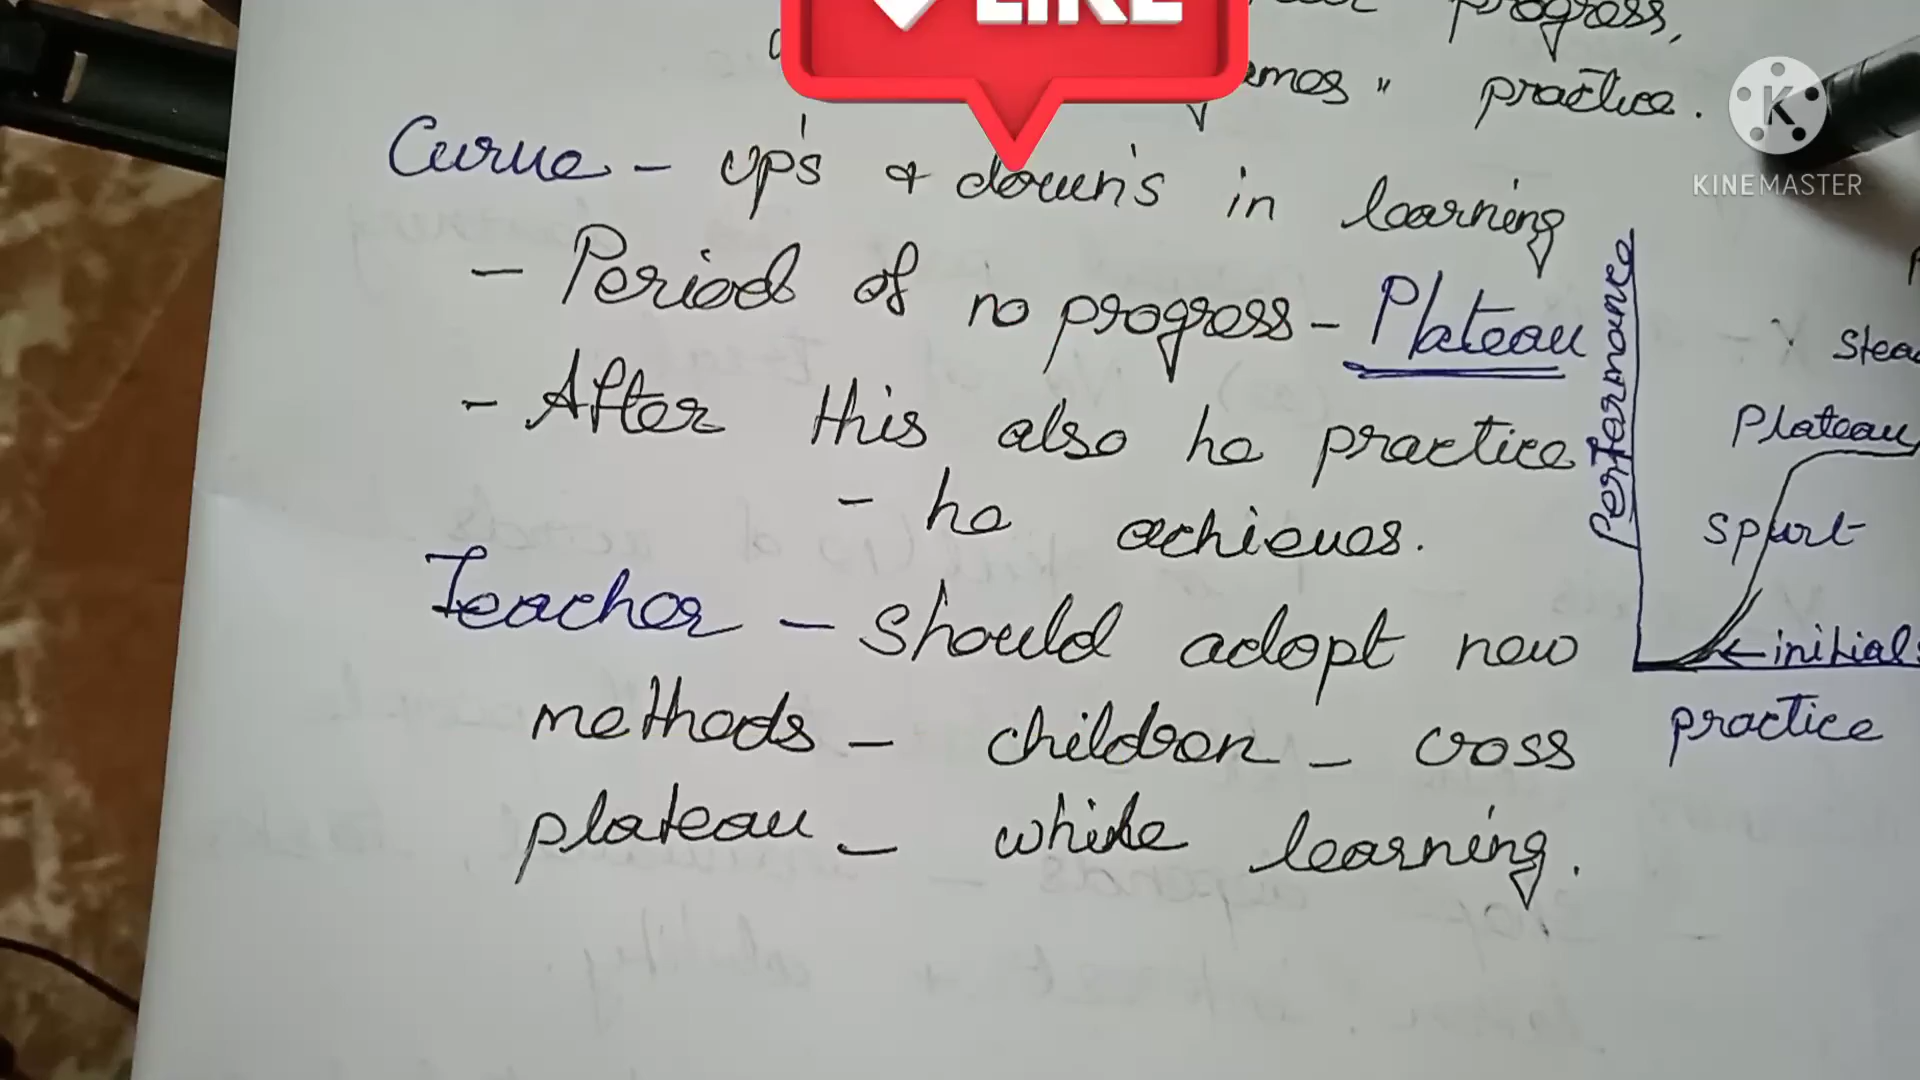 LIKE
progress,
practice.
KINEMASTER
Curve - up's & down's in learning
- Period of no progress - Plateau
- After this also he practice
- he achieves.
Teacher - should adopt new
methods - children - cross
plateau - while learning.
Performance
Plateau
spurt
←initial
practice